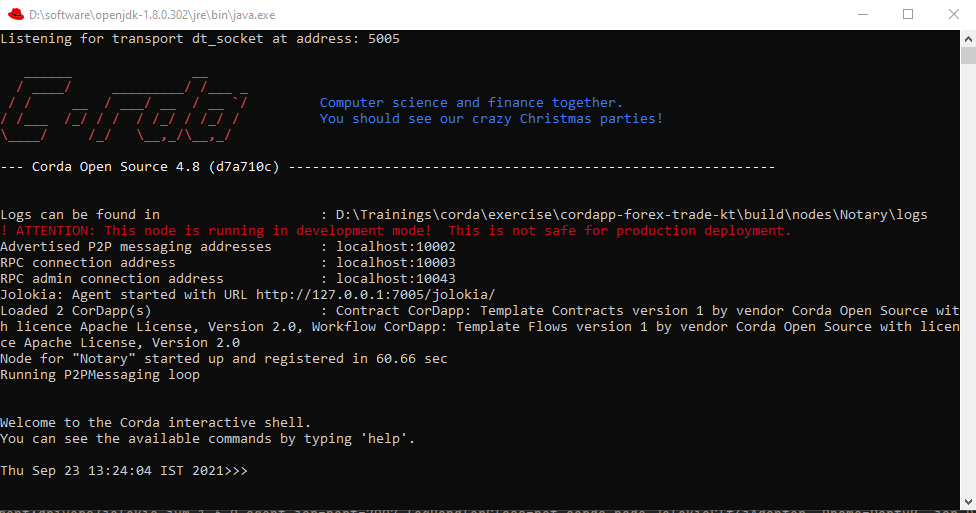 D:\software\openjdk-1.8.0.302\jre\bin\java.exe
Listening for transport dt_socket at address: 5005
Corda
Computer science and finance together.
You should see our crazy Christmas parties!
--- Corda Open Source 4.8 (d7a710c) -------------------------------------------------------------
Logs can be found in                    : D:\Trainings\corda\exercise\cordapp-forex-trade-kt\build\nodes\Notary\logs
! ATTENTION: This node is running in development mode!  This is not safe for production deployment.
Advertised P2P messaging addresses      : localhost:10002
RPC connection address                  : localhost:10003
RPC admin connection address            : localhost:10043
Jolokia: Agent started with URL http://127.0.0.1:7005/jolokia/
Loaded 2 CorDapp(s)                     : Contract CorDapp: Template Contracts version 1 by vendor Corda Open Source wit
h licence Apache License, Version 2.0, Workflow CorDapp: Template Flows version 1 by vendor Corda Open Source with licen
ce Apache License, Version 2.0
Node for "Notary" started up and registered in 60.66 sec
Running P2PMessaging loop
Welcome to the Corda interactive shell.
You can see the available commands by typing 'help'.
Thu Sep 23 13:24:04 IST 2021>>>